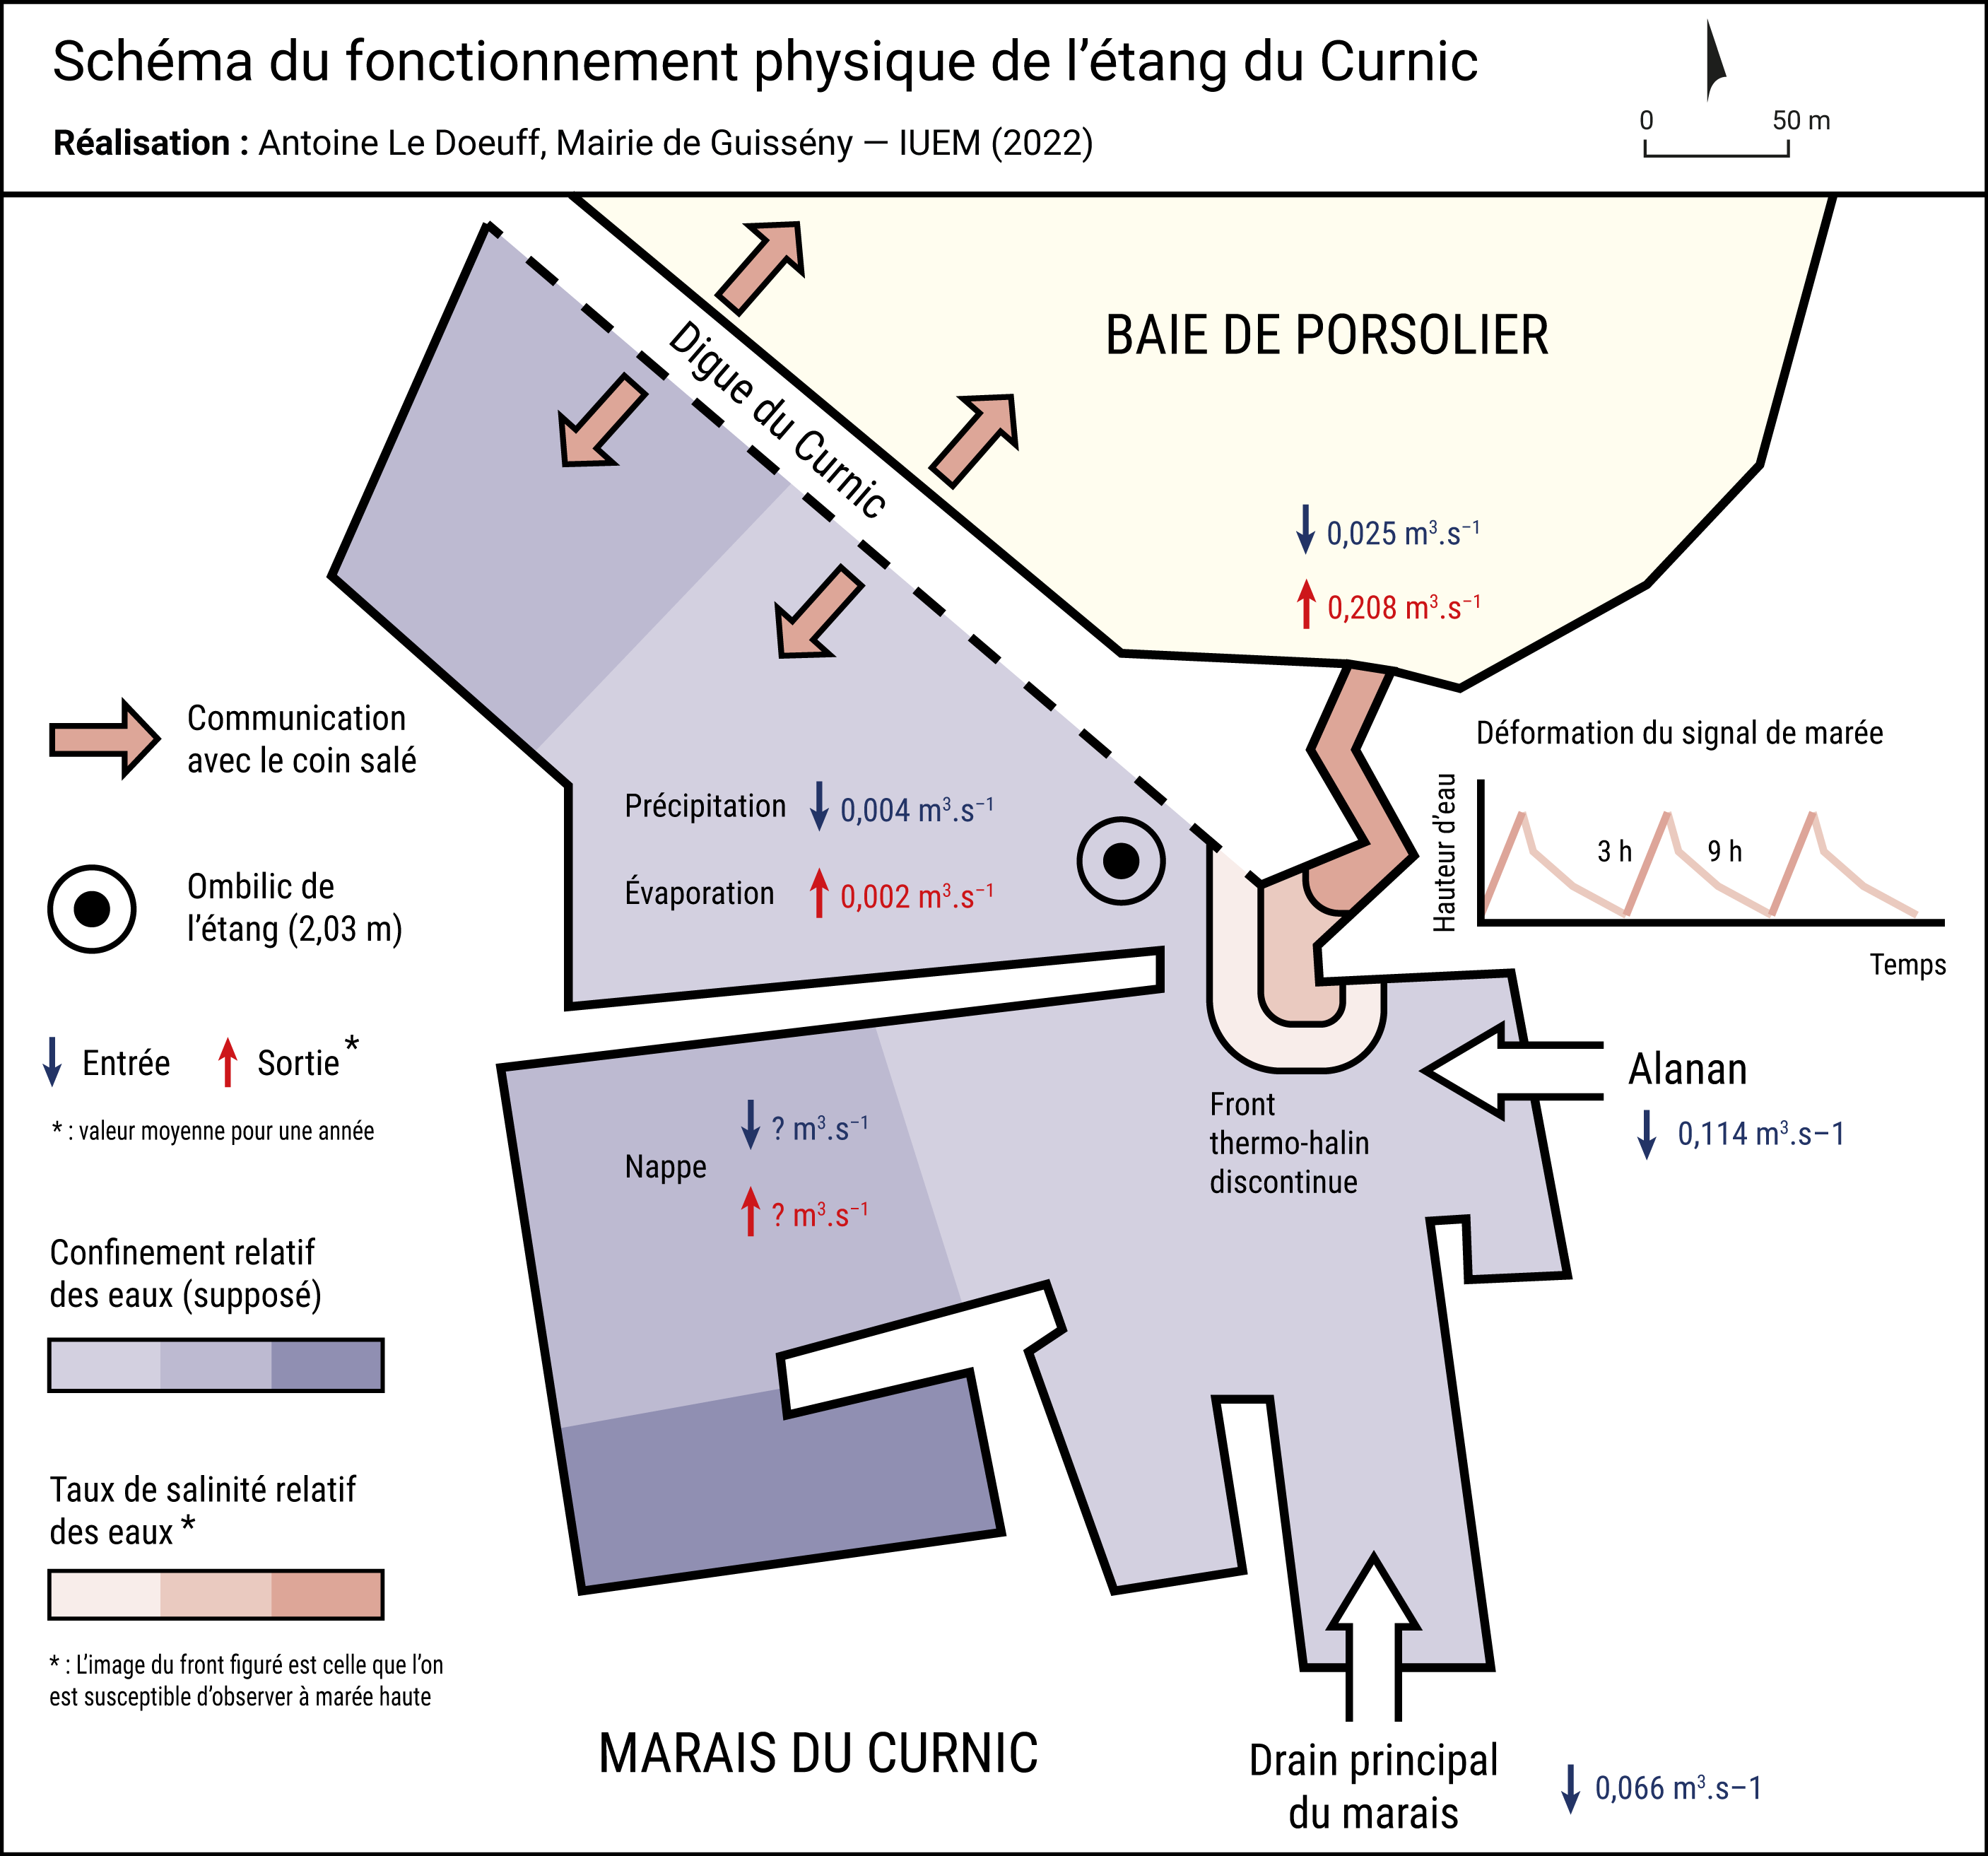 Schéma du fonctionnement physique de l’étang du Curnic
Réalisation : Antoine Le Doeuff, Mairie de Guissény — IUEM (2022)
0 50 m
Digue du Curnic
BAIE DE PORSOLIER
0,025 m³.s⁻¹
0,208 m³.s⁻¹
Communication
avec le coin salé
Ombilic de
l’étang (2,03 m)
Entrée Sortie *
* : valeur moyenne pour une année
Confinement relatif
des eaux (supposé)
Taux de salinité relatif
des eaux *
* : L’image du front figuré est celle que l’on
est susceptible d’observer à marée haute
Précipitation 0,004 m³.s⁻¹
Évaporation 0,002 m³.s⁻¹
Déformation du signal de marée
Hauteur d’eau
3 h 9 h
Temps
Nappe
? m³.s⁻¹
? m³.s⁻¹
Front
thermo-halin
discontinue
Alanan
0,114 m³.s–1
MARAIS DU CURNIC
Drain principal
du marais
0,066 m³.s–1